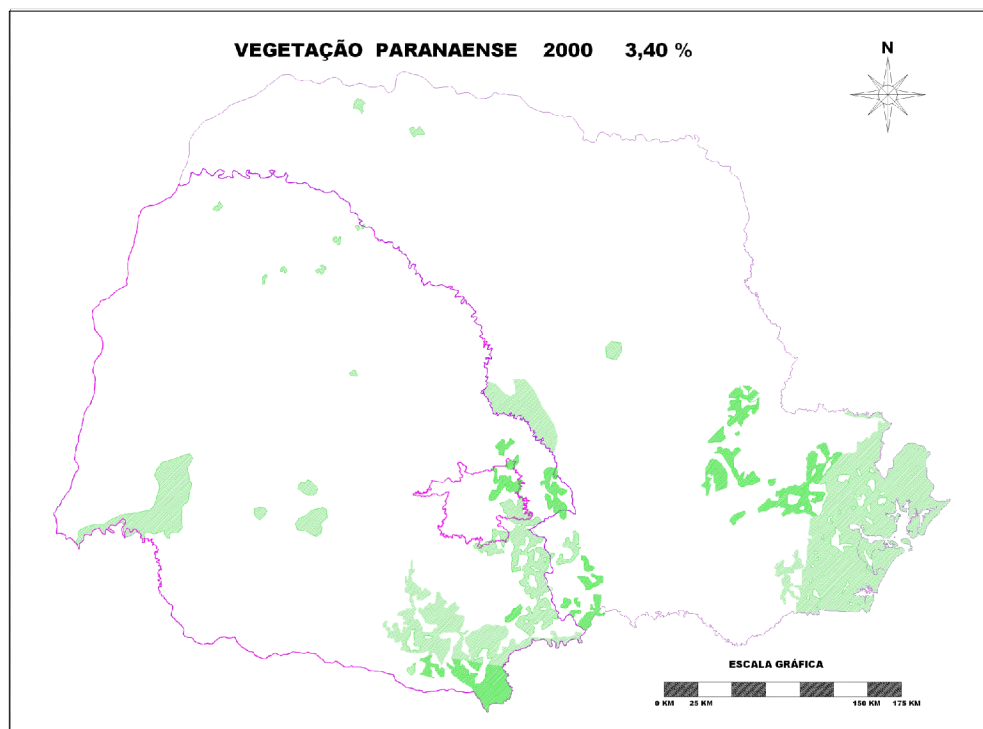 VEGETAÇÃO PARANAENSE 2000 3,40 %
N
ESCALA GRÁFICA
0 KM 25 KM 150 KM 175 KM